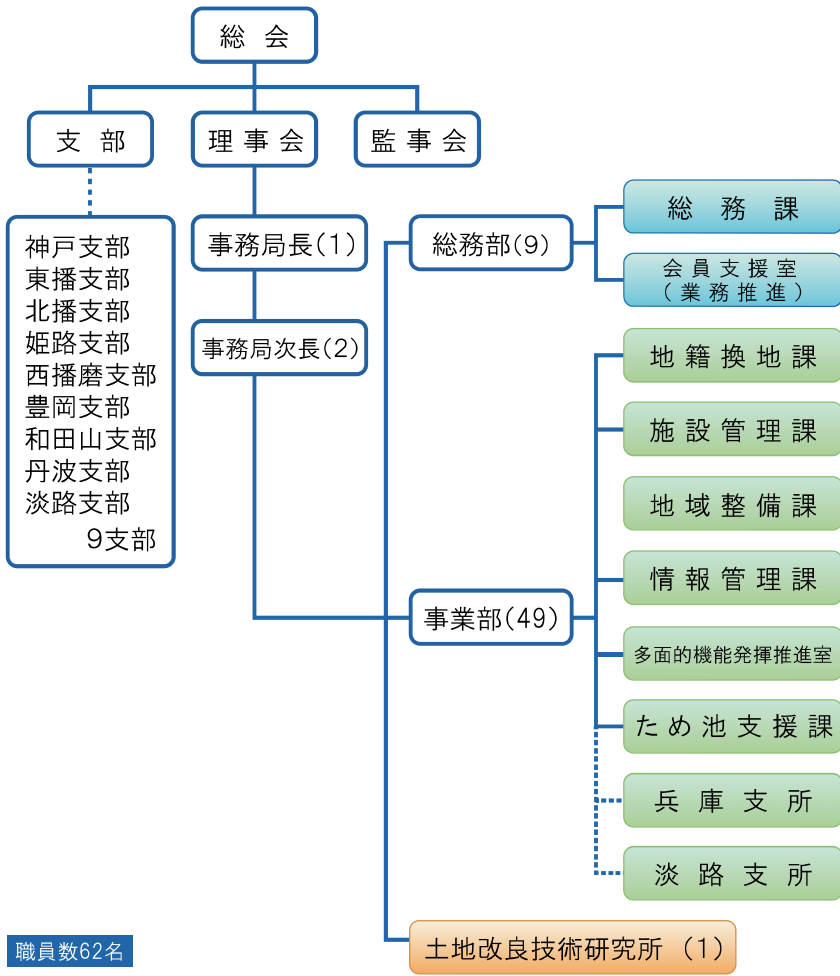 総会
支部
理事会
監事会
神戸支部
東播支部
北播支部
姫路支部
西播磨支部
豊岡支部
和田山支部
丹波支部
淡路支部
9支部
事務局長(1)
事務局次長(2)
総務部(9)
総務課
会員支援室
(業務推進)
事業部(49)
地籍換地課
施設管理課
地域整備課
情報管理課
多面的機能発揮推進室
ため池支援課
兵庫支所
淡路支所
土地改良技術研究所 (1)
職員数62名